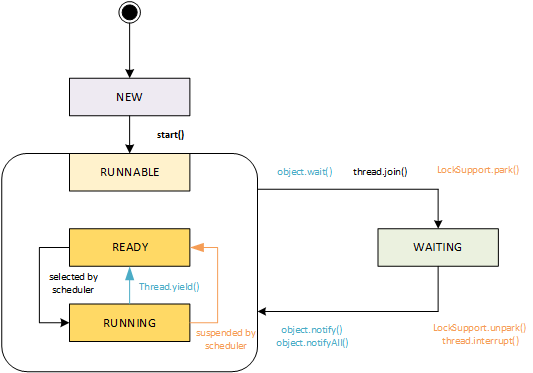 NEW
start()
RUNNABLE
object.wait() thread.join() LockSupport.park()
READY
WAITING
selected by
scheduler
Thread.yield()
RUNNING
suspended by
scheduler
object.notify()
object.notifyAll()
LockSupport.unpark()
thread.interrupt()